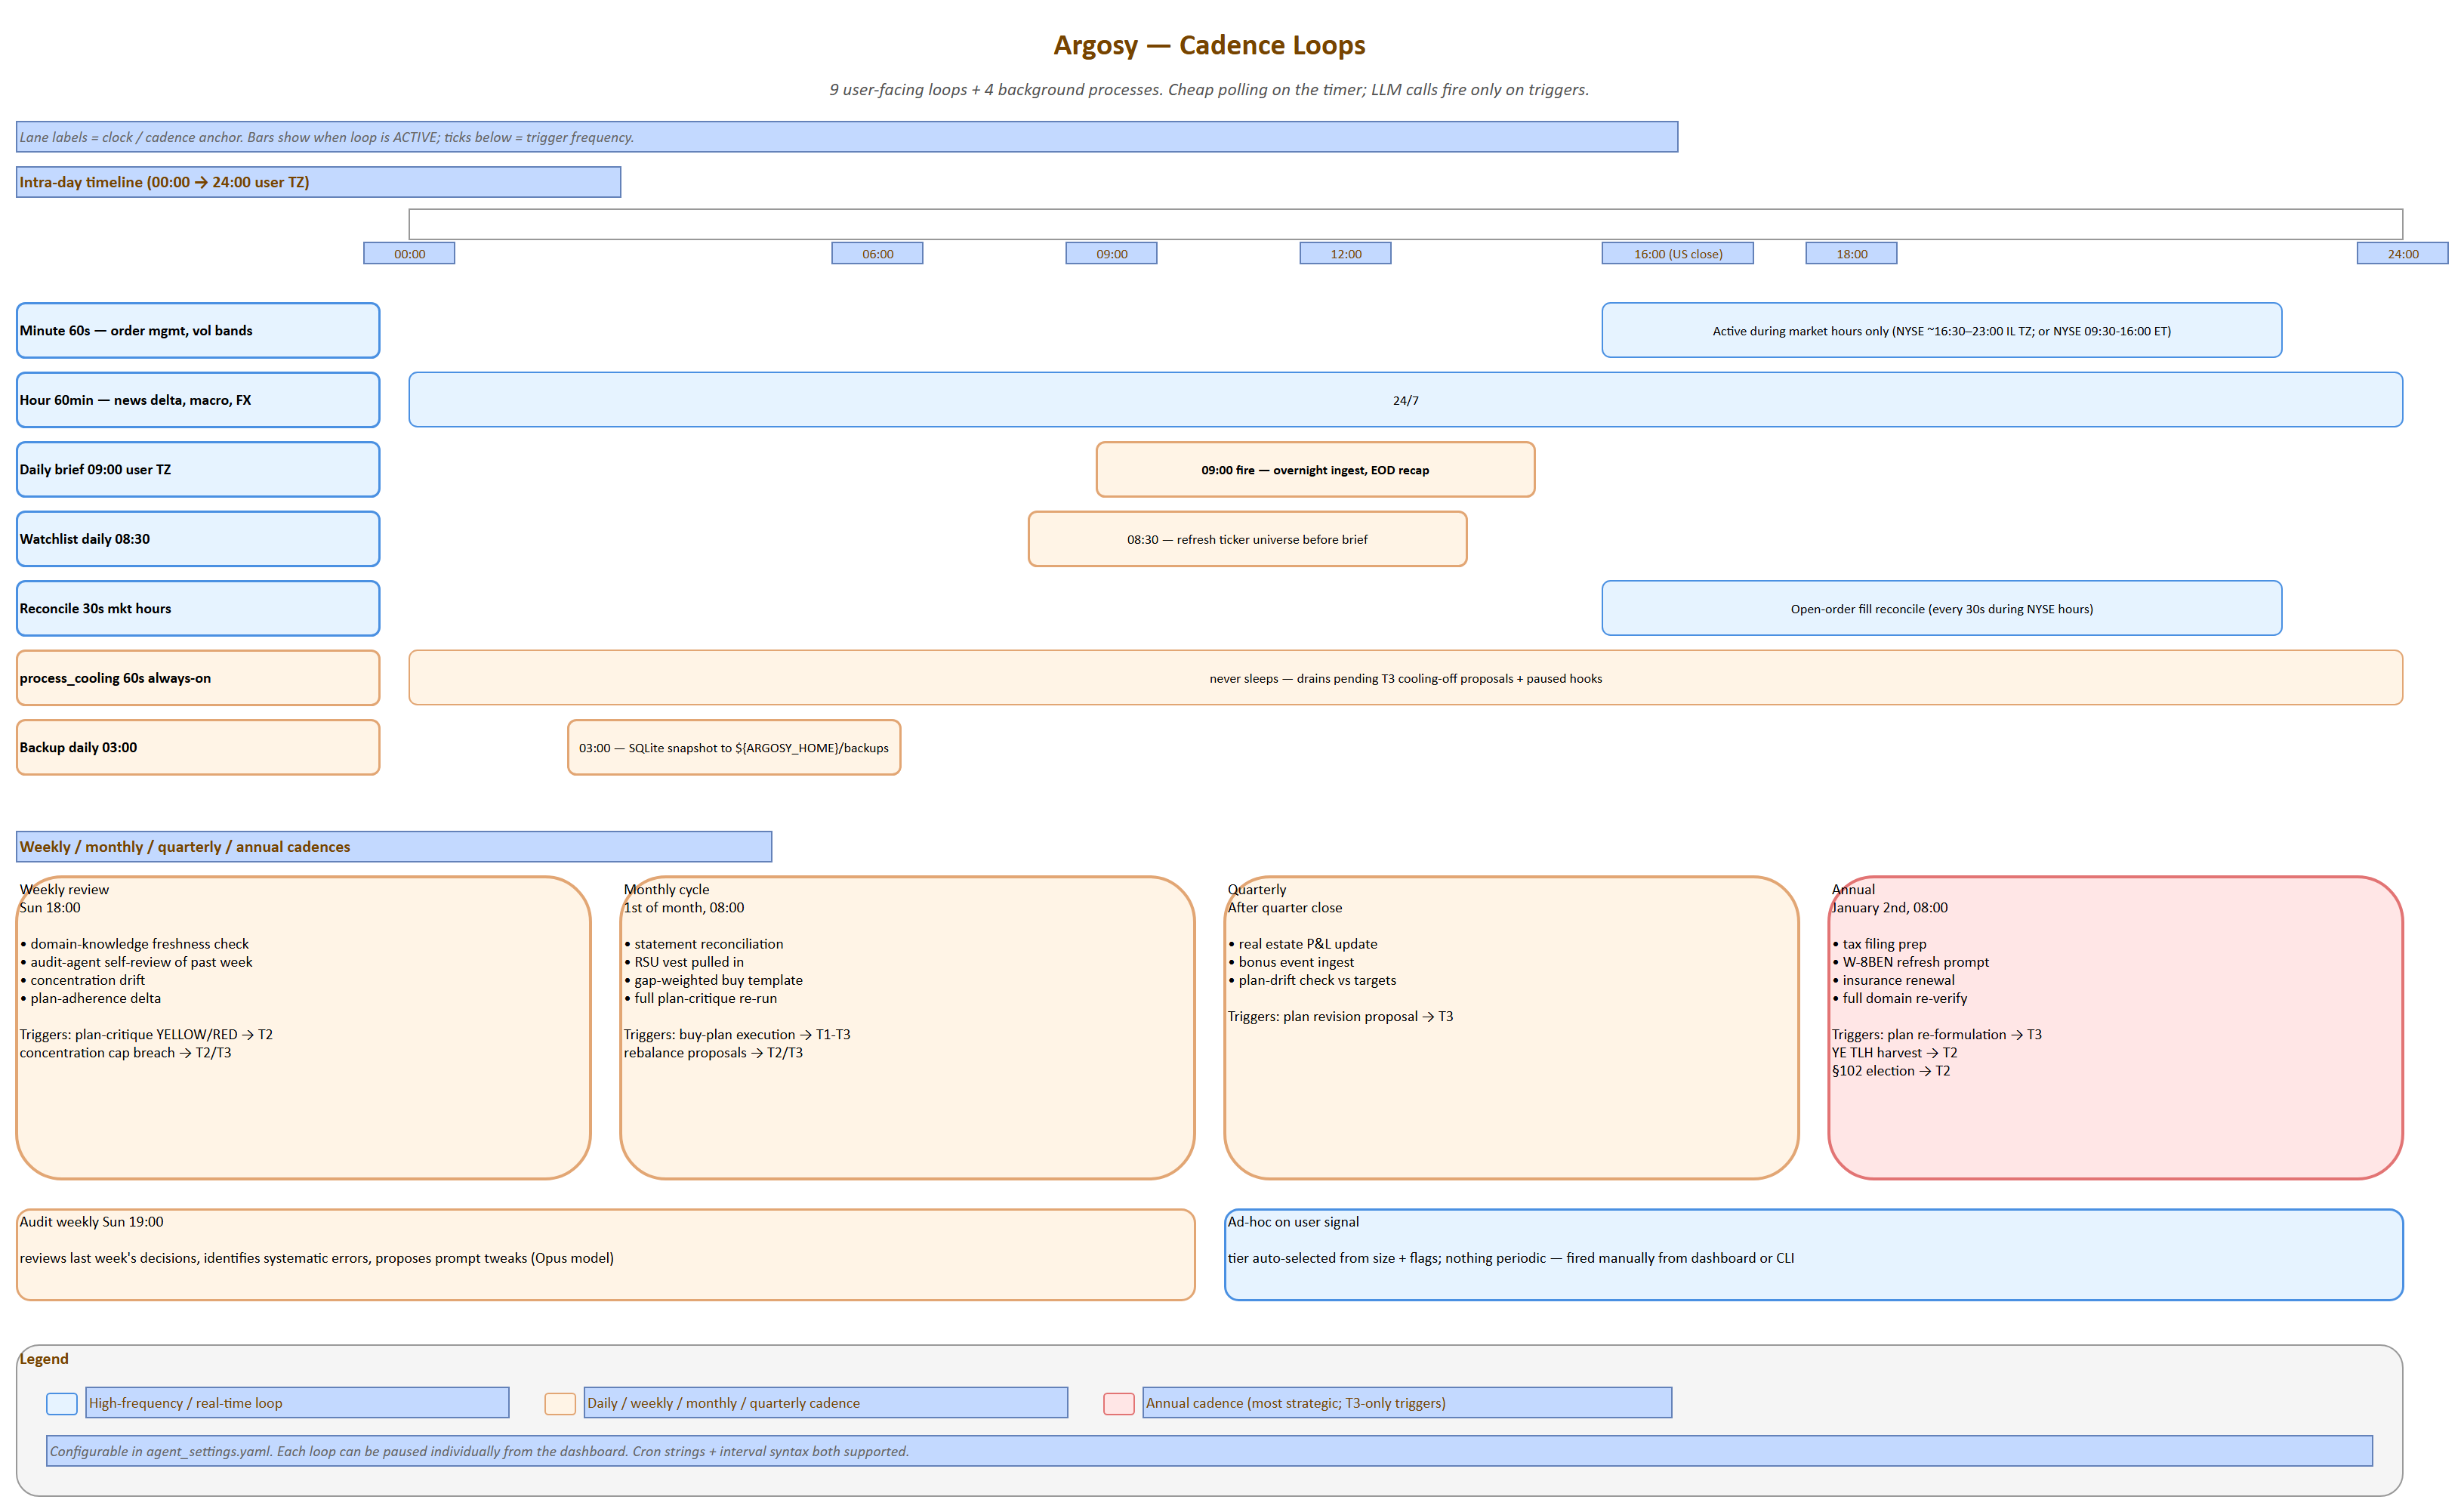 Argosy — Cadence Loops
9 user-facing loops + 4 background processes. Cheap polling on the timer; LLM calls fire only on triggers.
Lane labels = clock / cadence anchor. Bars show when loop is ACTIVE; ticks below = trigger frequency.
Intra-day timeline (00:00 → 24:00 user TZ)
00:00
06:00
09:00
12:00
16:00 (US close)
18:00
24:00
Minute 60s — order mgmt, vol bands
Active during market hours only (NYSE ~16:30–23:00 IL TZ; or NYSE 09:30-16:00 ET)
Hour 60min — news delta, macro, FX
24/7
Daily brief 09:00 user TZ
09:00 fire — overnight ingest, EOD recap
Watchlist daily 08:30
08:30 — refresh ticker universe before brief
Reconcile 30s mkt hours
Open-order fill reconcile (every 30s during NYSE hours)
process_cooling 60s always-on
never sleeps — drains pending T3 cooling-off proposals + paused hooks
Backup daily 03:00
03:00 — SQLite snapshot to ${ARGOSY_HOME}/backups
Weekly / monthly / quarterly / annual cadences
Weekly review
Sun 18:00
• domain-knowledge freshness check
• audit-agent self-review of past week
• concentration drift
• plan-adherence delta
Triggers: plan-critique YELLOW/RED → T2
concentration cap breach → T2/T3
Monthly cycle
1st of month, 08:00
• statement reconciliation
• RSU vest pulled in
• gap-weighted buy template
• full plan-critique re-run
Triggers: buy-plan execution → T1-T3
rebalance proposals → T2/T3
Quarterly
After quarter close
• real estate P&L update
• bonus event ingest
• plan-drift check vs targets
Triggers: plan revision proposal → T3
Annual
January 2nd, 08:00
• tax filing prep
• W-8BEN refresh prompt
• insurance renewal
• full domain re-verify
Triggers: plan re-formulation → T3
YE TLH harvest → T2
§102 election → T2
Audit weekly Sun 19:00
reviews last week's decisions, identifies systematic errors, proposes prompt tweaks (Opus model)
Ad-hoc on user signal
tier auto-selected from size + flags; nothing periodic — fired manually from dashboard or CLI
Legend
High-frequency / real-time loop
Daily / weekly / monthly / quarterly cadence
Annual cadence (most strategic; T3-only triggers)
Configurable in agent_settings.yaml. Each loop can be paused individually from the dashboard. Cron strings + interval syntax both supported.